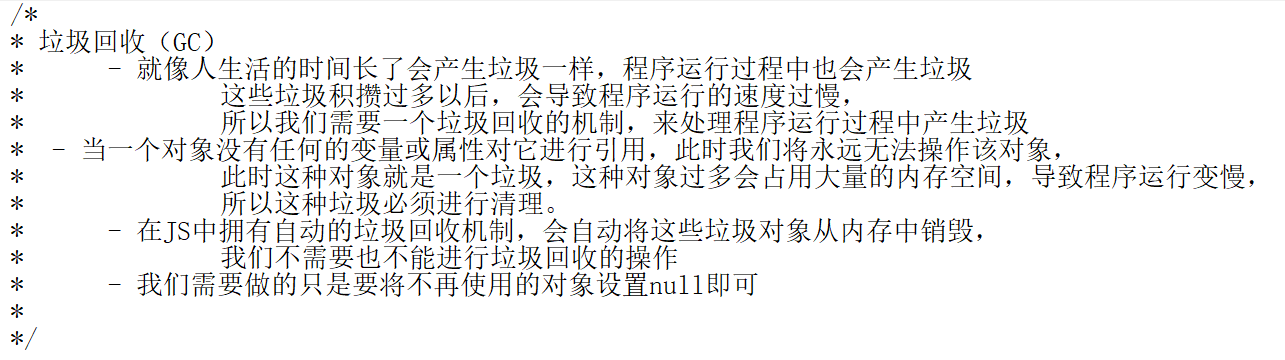 /*
* 垃圾回收（GC）
* - 就像人生活的时间长了会产生垃圾一样，程序运行过程中也会产生垃圾
* 这些垃圾积攒过多以后，会导致程序运行的速度过慢，
* 所以我们需要一个垃圾回收的机制，来处理程序运行过程中产生垃圾
* - 当一个对象没有任何的变量或属性对它进行引用，此时我们将永远无法操作该对象，
* 此时这种对象就是一个垃圾，这种对象过多会占用大量的内存空间，导致程序运行变慢，
* 所以这种垃圾必须进行清理。
* - 在JS中拥有自动的垃圾回收机制，会自动将这些垃圾对象从内存中销毁，
* 我们不需要也不能进行垃圾回收的操作
* - 我们需要做的只是要将不再使用的对象设置null即可
*
*/